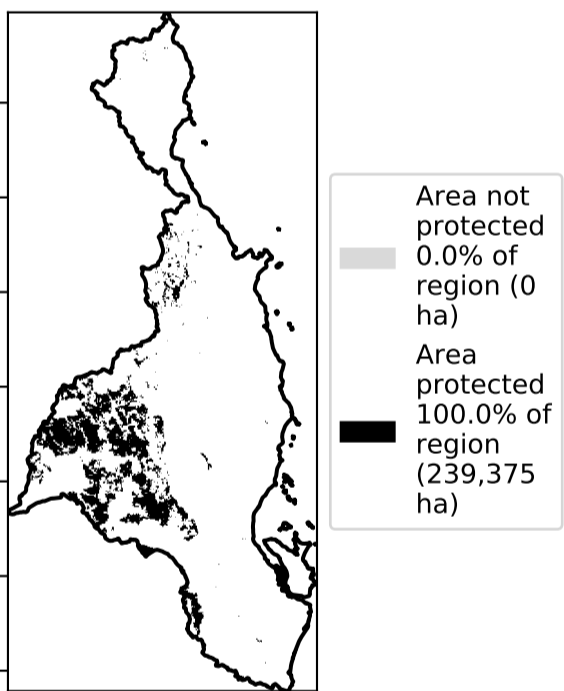 Area not
protected
0.0% of
region (0
ha)
Area
protected
100.0% of
region
(239,375
ha)